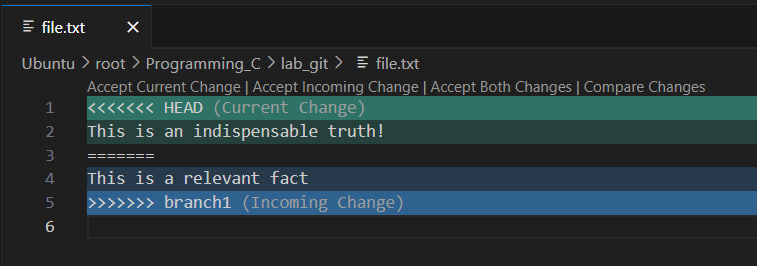 file.txt
Ubuntu > root > Programming_C > lab_git > file.txt
Accept Current Change | Accept Incoming Change | Accept Both Changes | Compare Changes
1 <<<<<<< HEAD (Current Change)
2 This is an indispensable truth!
3 =======
4 This is a relevant fact
5 >>>>>>> branch1 (Incoming Change)
6